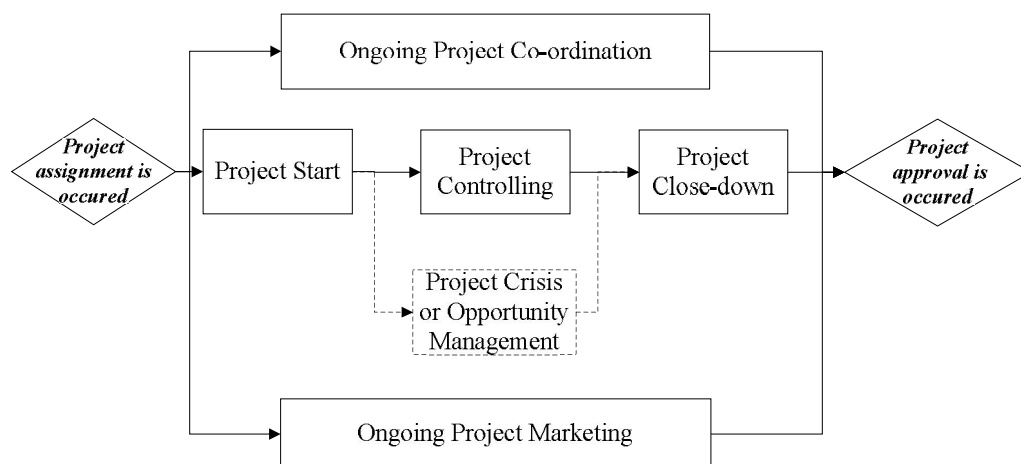 Ongoing Project Co-ordination
Project
assignment is
occured
Project Start
Project
Controlling
Project
Close-down
Project
approval is
occured
Project Crisis
or Opportunity
Management
Ongoing Project Marketing